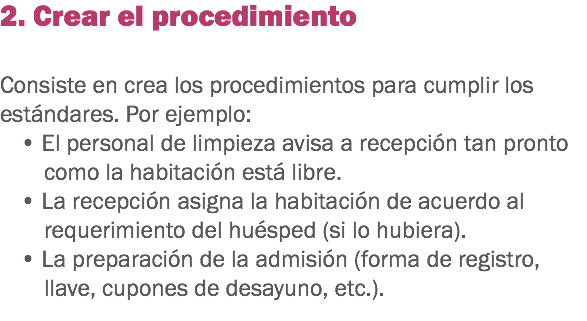 2. Crear el procedimiento
Consiste en crea los procedimientos para cumplir los
estándares. Por ejemplo:
• El personal de limpieza avisa a recepción tan pronto
como la habitación está libre.
• La recepción asigna la habitación de acuerdo al
requerimiento del huésped (si lo hubiera).
• La preparación de la admisión (forma de registro,
llave, cupones de desayuno, etc.).